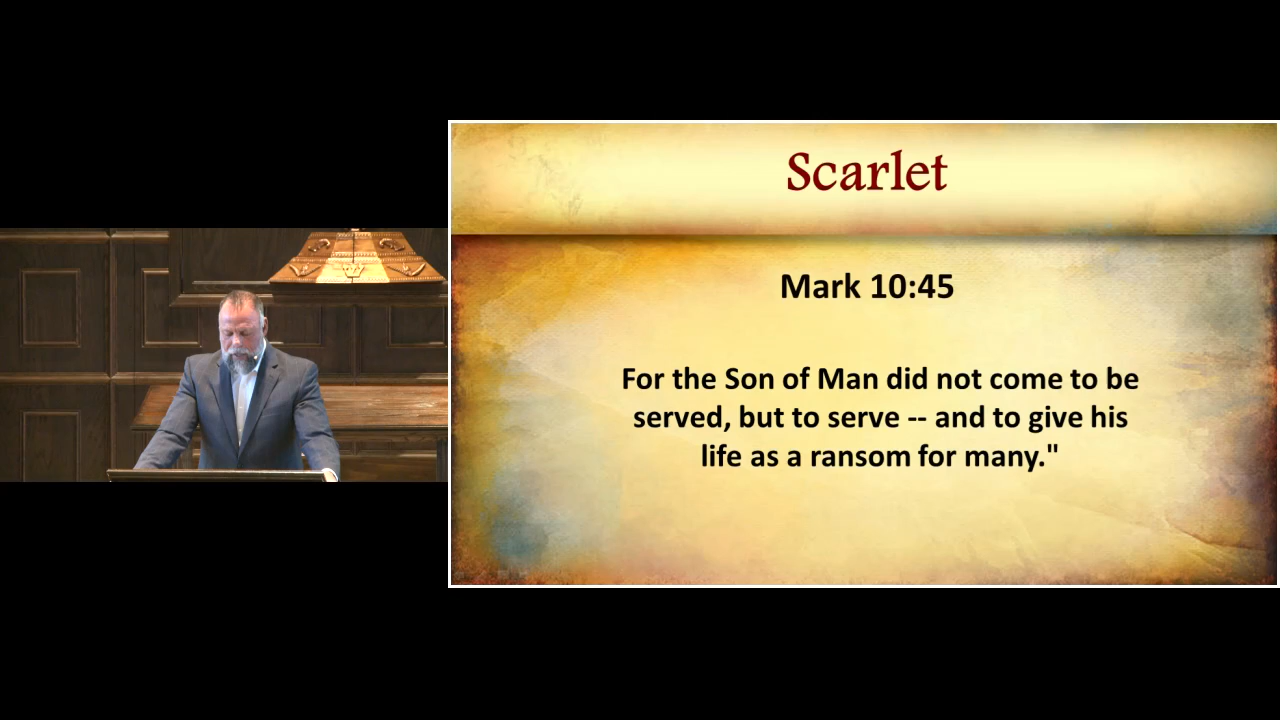 Scarlet
Mark 10:45
For the Son of Man did not come to be
served, but to serve -- and to give his
life as a ransom for many."